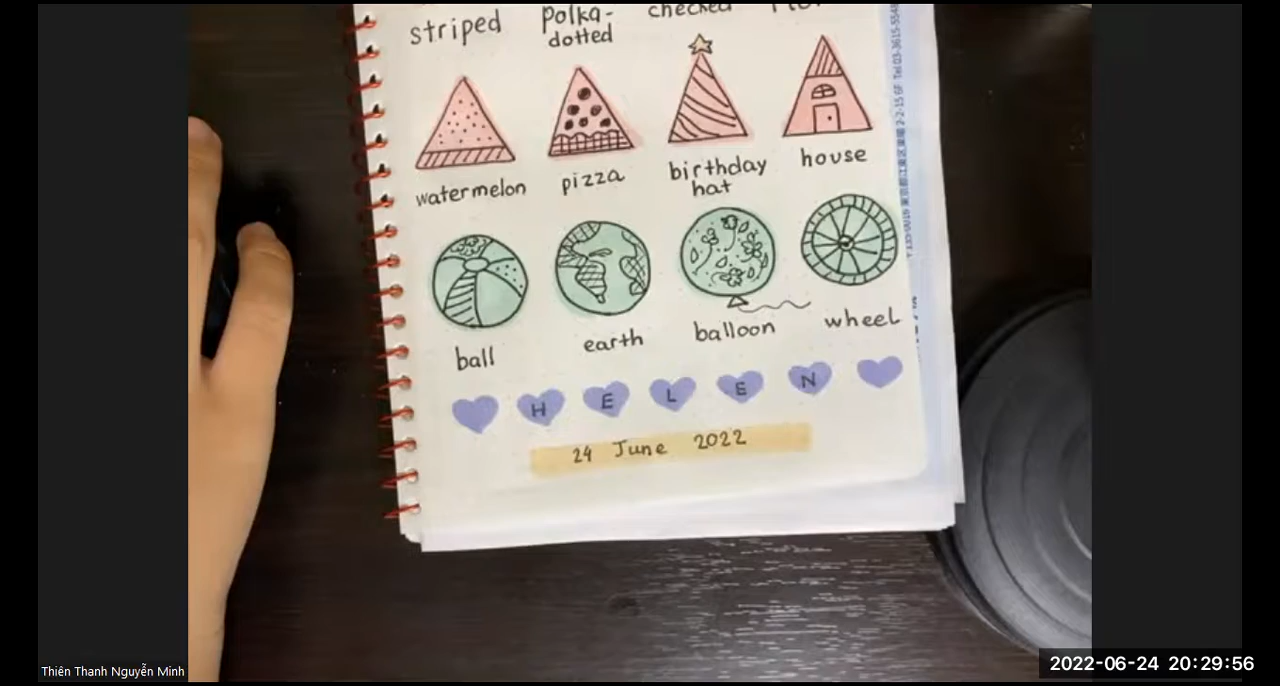 striped
polka-
dotted
checked
watermelon
pizza
birthday
hat
house
ball
earth
balloon
wheel
H E L E N
24 June 2022
Thiên Thanh Nguyễn Minh
2022-06-24 20:29:56